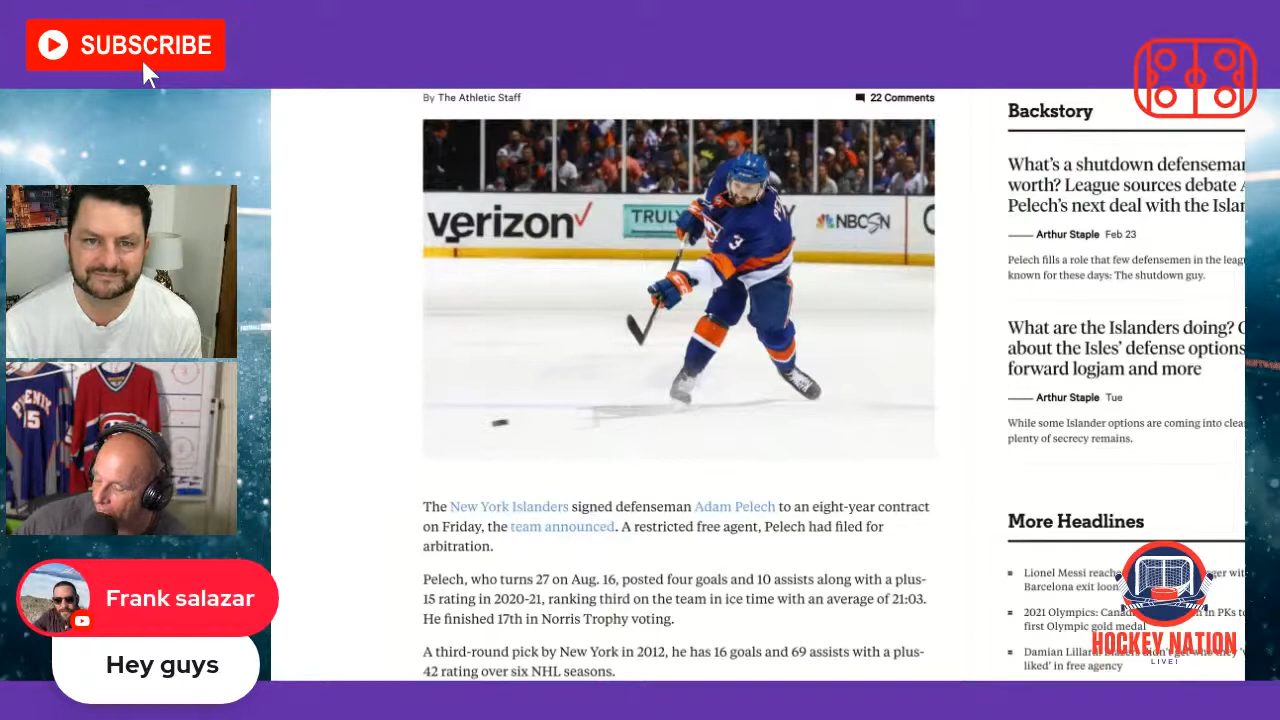 SUBSCRIBE
By The Athletic Staff
22 Comments
verizon
TRULY
NBCSN
3
PHOENIX
15
The New York Islanders signed defenseman Adam Pelech to an eight-year contract
on Friday, the team announced. A restricted free agent, Pelech had filed for
arbitration.
Pelech, who turns 27 on Aug. 16, posted four goals and 10 assists along with a plus-
15 rating in 2020-21, ranking third on the team in ice time with an average of 21:03.
He finished 17th in Norris Trophy voting.
A third-round pick by New York in 2012, he has 16 goals and 69 assists with a plus-
42 rating over six NHL seasons.
Backstory
What's a shutdown defenseman
worth? League sources debate
Pelech's next deal with the
Arthur Staple Feb 23
Pelech fills a role that few defensemen in the
known for these days: The shutdown guy.
What are the Islanders doing?
about the Isles' defense options
forward logjam and more
Arthur Staple Tue
While some Islander options are coming into
plenty of secrecy remains.
More Headlines
Lionel Messi
Barcelona exit
2021 Olympics: in PKs
first Olympic gold medal
Damian Lillard:
liked' in free agency
HOCKEY NATION
LIVE!
Frank salazar
Hey guys